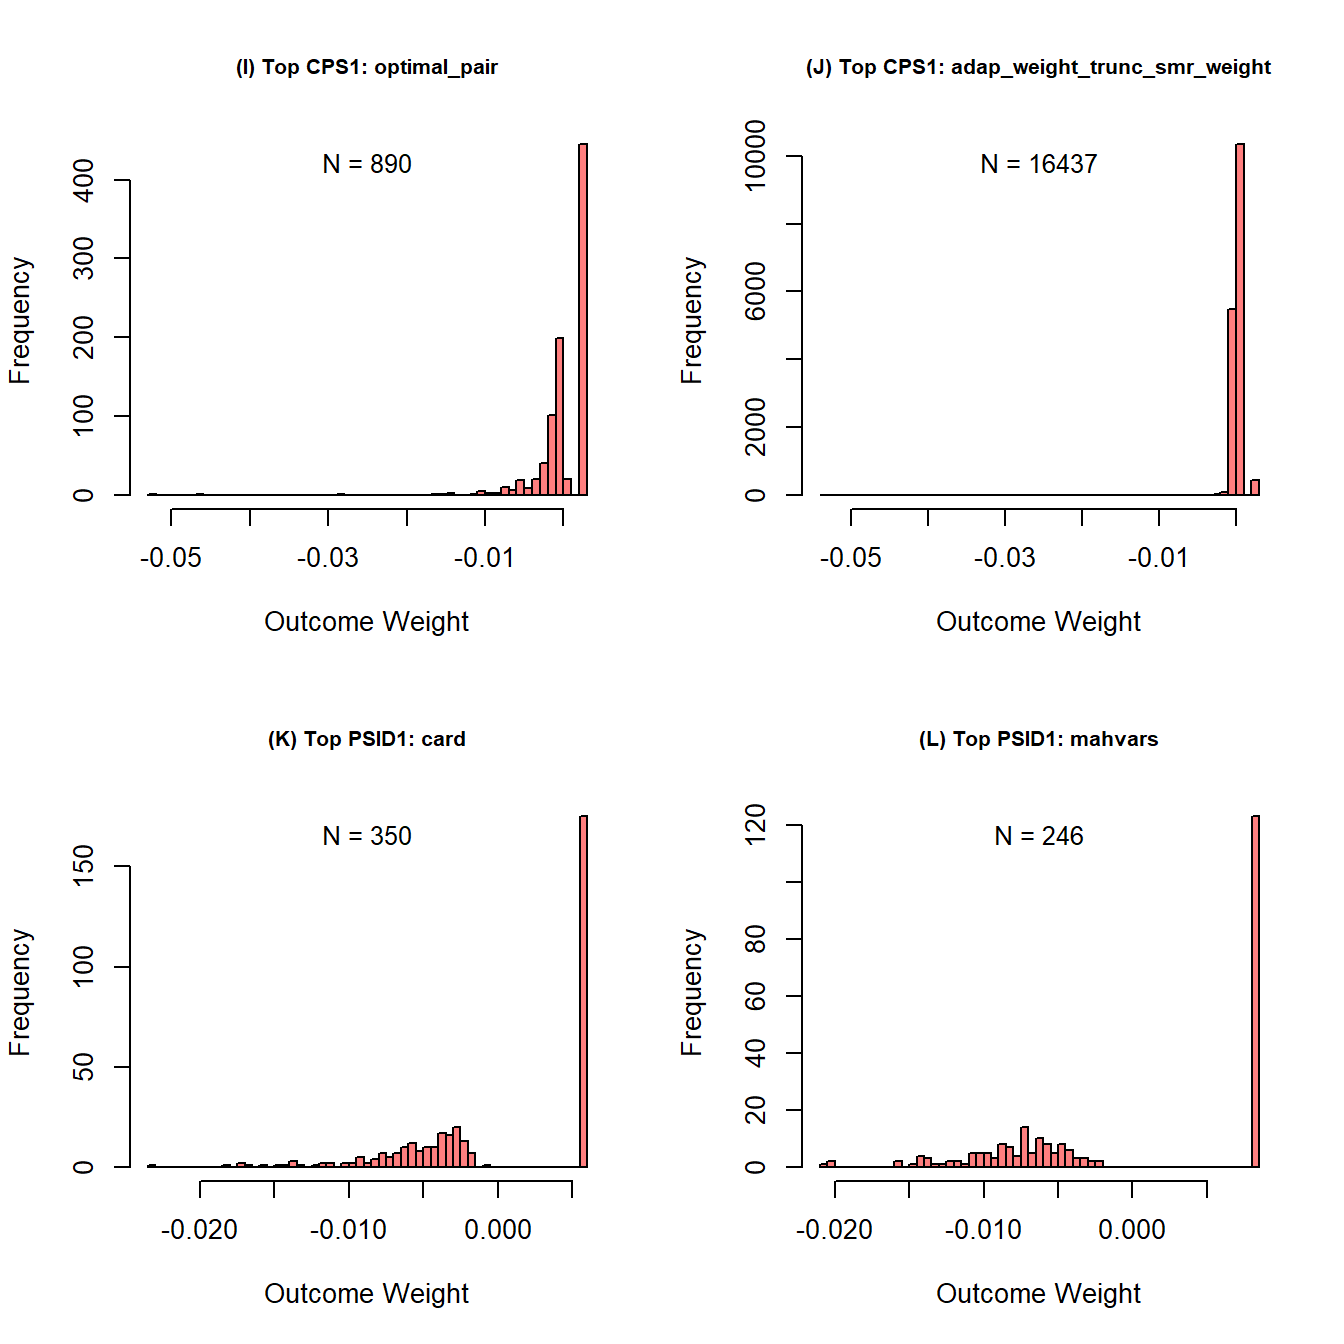 (I) Top CPS1: optimal_pair
N = 890
Frequency
0
100
200
300
400
-0.05
-0.03
-0.01
Outcome Weight
(J) Top CPS1: adap_weight_trunc_smr_weight
N = 16437
Frequency
0
2000
6000
10000
-0.05
-0.03
-0.01
Outcome Weight
(K) Top PSID1: card
N = 350
Frequency
0
50
100
150
-0.020
-0.010
0.000
Outcome Weight
(L) Top PSID1: mahvars
N = 246
Frequency
0
20
40
60
80
120
-0.020
-0.010
0.000
Outcome Weight